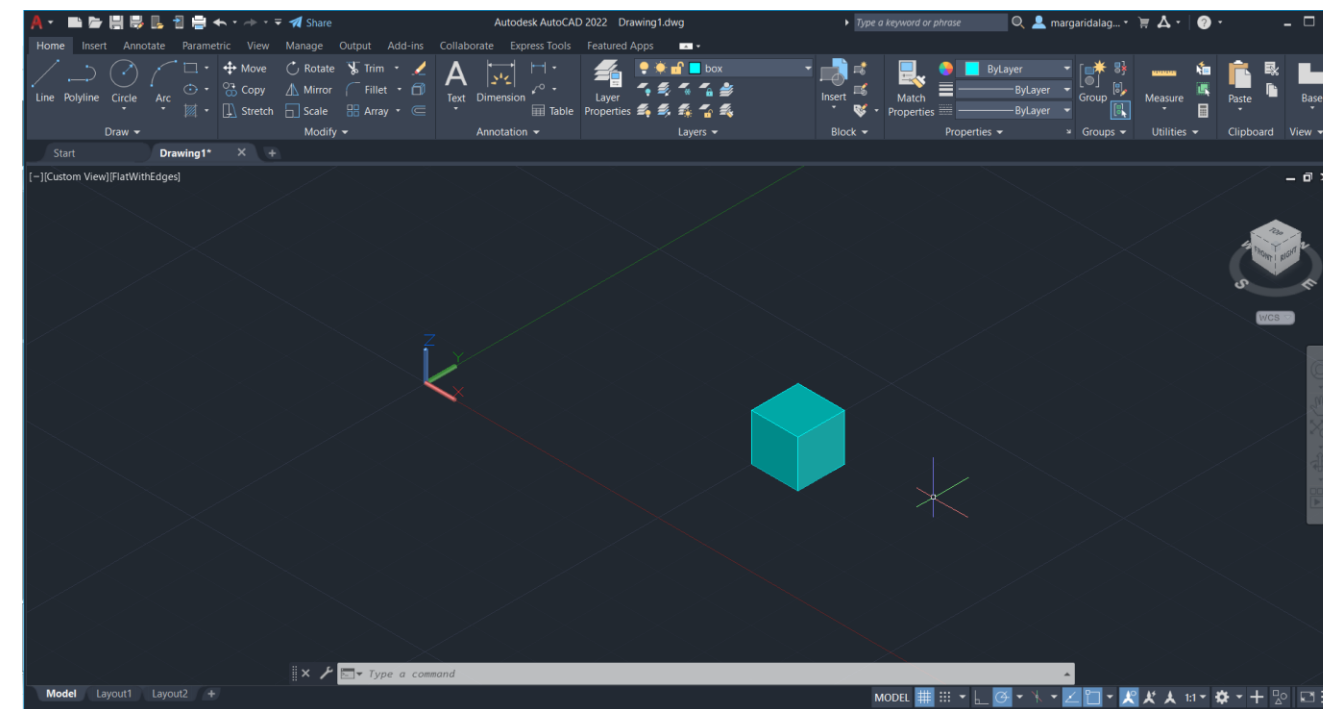 Share
Autodesk AutoCAD 2022 Drawing1.dwg
Type a keyword or phrase
margaridalag...
Home Insert Annotate Parametric View Manage Output Add-ins Collaborate Express Tools Featured Apps
Move Rotate Trim box ByLayer
Copy Mirror Fillet ByLayer
Line Polyline Circle Arc Text Dimension Layer Insert Match Group Measure Paste Base
Stretch Scale Array Table Properties Properties ByLayer
Draw Modify Annotation Layers Block Properties Groups Utilities Clipboard View
Start Drawing1* +
[−][Custom View][FlatWithEdges]
TOP
N
FRONT RIGHT
S E
WCS
Z
Y
X
Type a command
Model Layout1 Layout2 +
MODEL 1:1